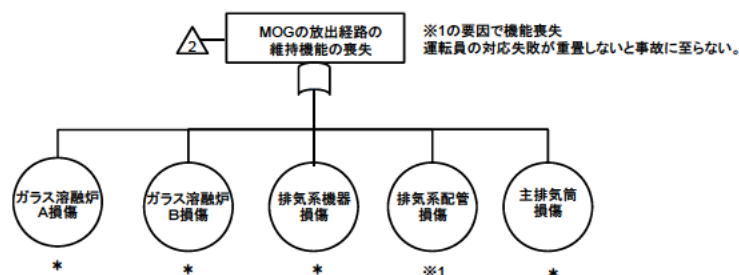 MOGの放出経路の
維持機能の喪失
2
※1の要因で機能喪失
運転員の対応失敗が重畳しないと事故に至らない。
ガラス溶融炉
A損傷
ガラス溶融炉
B損傷
排気系機器
損傷
排気系配管
損傷
主排気筒
損傷
*
*
*
※1
*